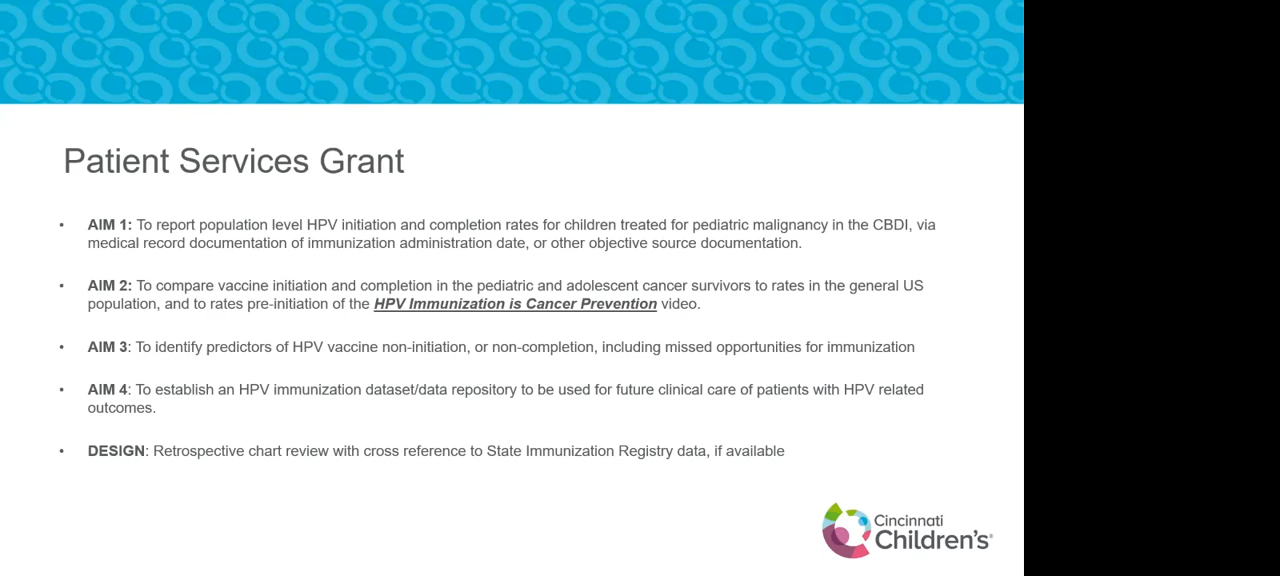 Patient Services Grant
• AIM 1: To report population level HPV initiation and completion rates for children treated for pediatric malignancy in the CBDI, via
medical record documentation of immunization administration date, or other objective source documentation.
▪ AIM 2: To compare vaccine initiation and completion in the pediatric and adolescent cancer survivors to rates in the general US
population, and to rates pre-initiation of the HPV Immunization is Cancer Prevention video.
• AIM 3: To identify predictors of HPV vaccine non-initiation, or non-completion, including missed opportunities for immunization
• AIM 4: To establish an HPV immunization dataset/data repository to be used for future clinical care of patients with HPV related
outcomes.
• DESIGN: Retrospective chart review with cross reference to State Immunization Registry data, if available
Cincinnati
Children's®